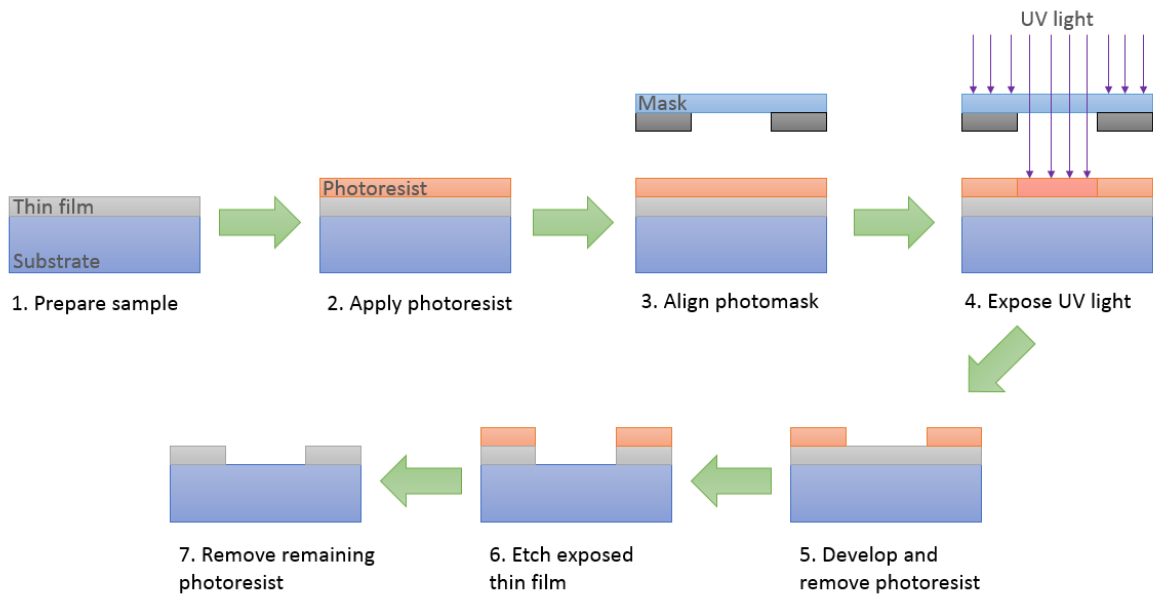 UV light
Mask
Photoresist
Thin film
Substrate
1. Prepare sample
2. Apply photoresist
3. Align photomask
4. Expose UV light
7. Remove remaining
photoresist
6. Etch exposed
thin film
5. Develop and
remove photoresist